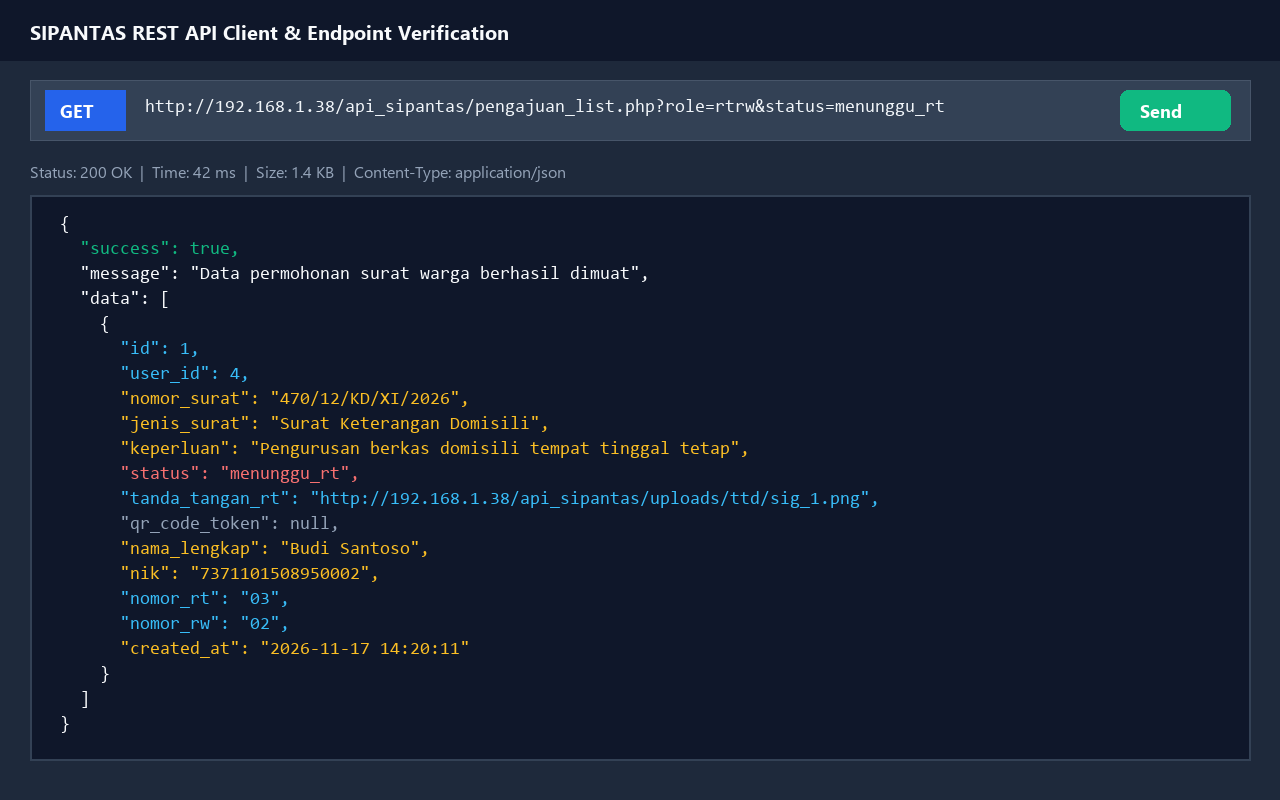 SIPANTAS REST API Client & Endpoint Verification
GET http://192.168.1.38/api_sipantas/pengajuan_list.php?role=rtrw&status=menunggu_rt Send
Status: 200 OK | Time: 42 ms | Size: 1.4 KB | Content-Type: application/json
{
  "success": true,
  "message": "Data permohonan surat warga berhasil dimuat",
  "data": [
    {
      "id": 1,
      "user_id": 4,
      "nomor_surat": "470/12/KD/XI/2026",
      "jenis_surat": "Surat Keterangan Domisili",
      "keperluan": "Pengurusan berkas domisili tempat tinggal tetap",
      "status": "menunggu_rt",
      "tanda_tangan_rt": "http://192.168.1.38/api_sipantas/uploads/ttd/sig_1.png",
      "qr_code_token": null,
      "nama_lengkap": "Budi Santoso",
      "nik": "7371101508950002",
      "nomor_rt": "03",
      "nomor_rw": "02",
      "created_at": "2026-11-17 14:20:11"
    }
  ]
}